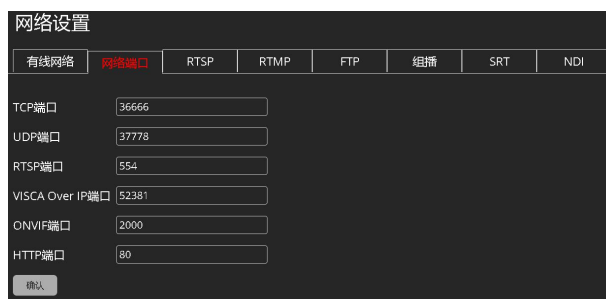 网络设置
有线网络 网络端口 RTSP RTMP FTP 组播 SRT NDI
TCP端口 36666
UDP端口 37778
RTSP端口 554
VISCA Over IP端口 52381
ONVIF端口 2000
HTTP端口 80
确认